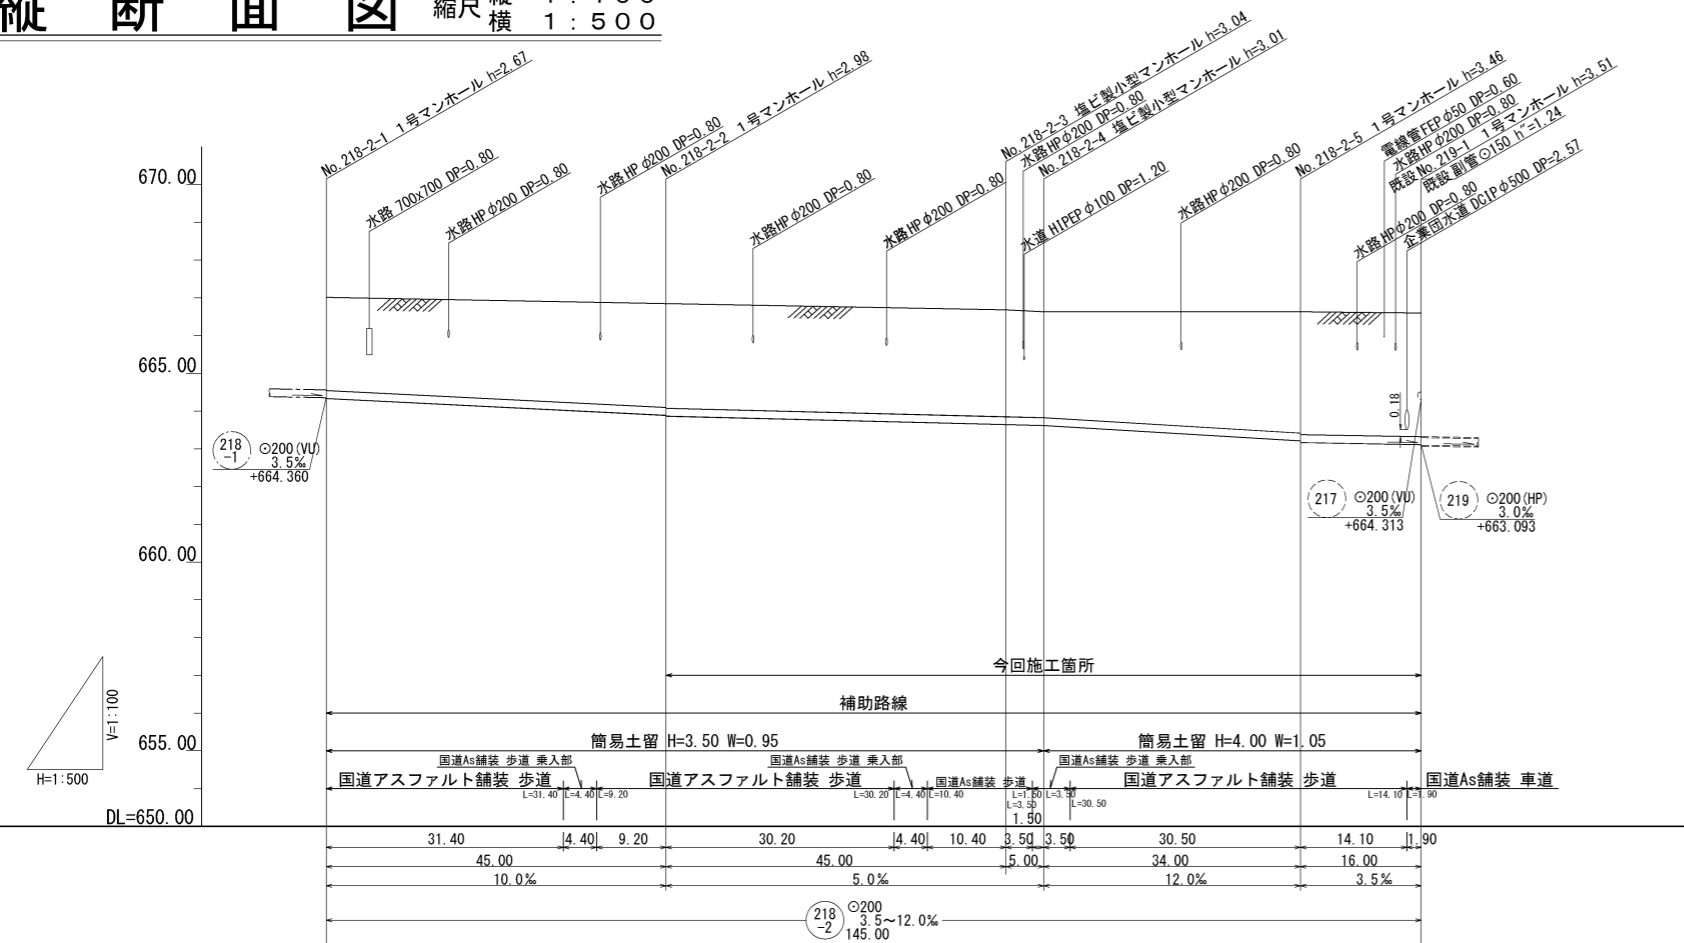 縦断面図
縮尺 縦 1:100
横 1:500
No.218-2-1 1号マンホール h=2.67
水路 700x700 DP=0.80
水路HPφ200 DP=0.80
水路HPφ200 DP=0.80
No.218-2-2 1号マンホール h=2.98
水路HPφ200 DP=0.80
水路HPφ200 DP=0.80
No.218-2-3 塩ビ製小型マンホール h=3.04
水路HPφ200 DP=0.80
No.218-2-4 塩ビ製小型マンホール h=3.01
水道HIPEPφ100 DP=1.20
水路HPφ200 DP=0.80
No.218-2-5 1号マンホール h=3.46
電線管FEPφ50 DP=0.60
水路HPφ200 DP=0.80
既設No.219-1 1号マンホール h=3.51
既設副管⊙150 h"=1.24
水路HPφ200 DP=0.80
企業団水道 DCIPφ500 DP=2.57
670.00
665.00
660.00
655.00
DL=650.00
218-1 ⊙200(VU)
3.5‰
+664.360
0.18
217 ⊙200(VU)
3.5‰
+664.313
219 ⊙200(HP)
3.0‰
+663.093
V=1:100
H=1:500
今回施工箇所
補助路線
簡易土留 H=3.50 W=0.95
簡易土留 H=4.00 W=1.05
国道As舗装 歩道 乗入部
国道As舗装 歩道 乗入部
国道As舗装 歩道 乗入部
国道アスファルト舗装 歩道
国道アスファルト舗装 歩道
国道As舗装 歩道
国道アスファルト舗装 歩道
国道As舗装 車道
L=31.40 L=4.40 L=9.20 L=30.20 L=4.40 L=10.40 L=1.50 L=3.50 L=14.10 L=1.90
L=3.50 L=30.50
1.50
31.40 4.40 9.20 30.20 4.40 10.40 3.50 3.50 30.50 14.10 1.90
45.00 45.00 5.00 34.00 16.00
10.0‰ 5.0‰ 12.0‰ 3.5‰
218-2 ⊙200
3.5~12.0‰
145.00